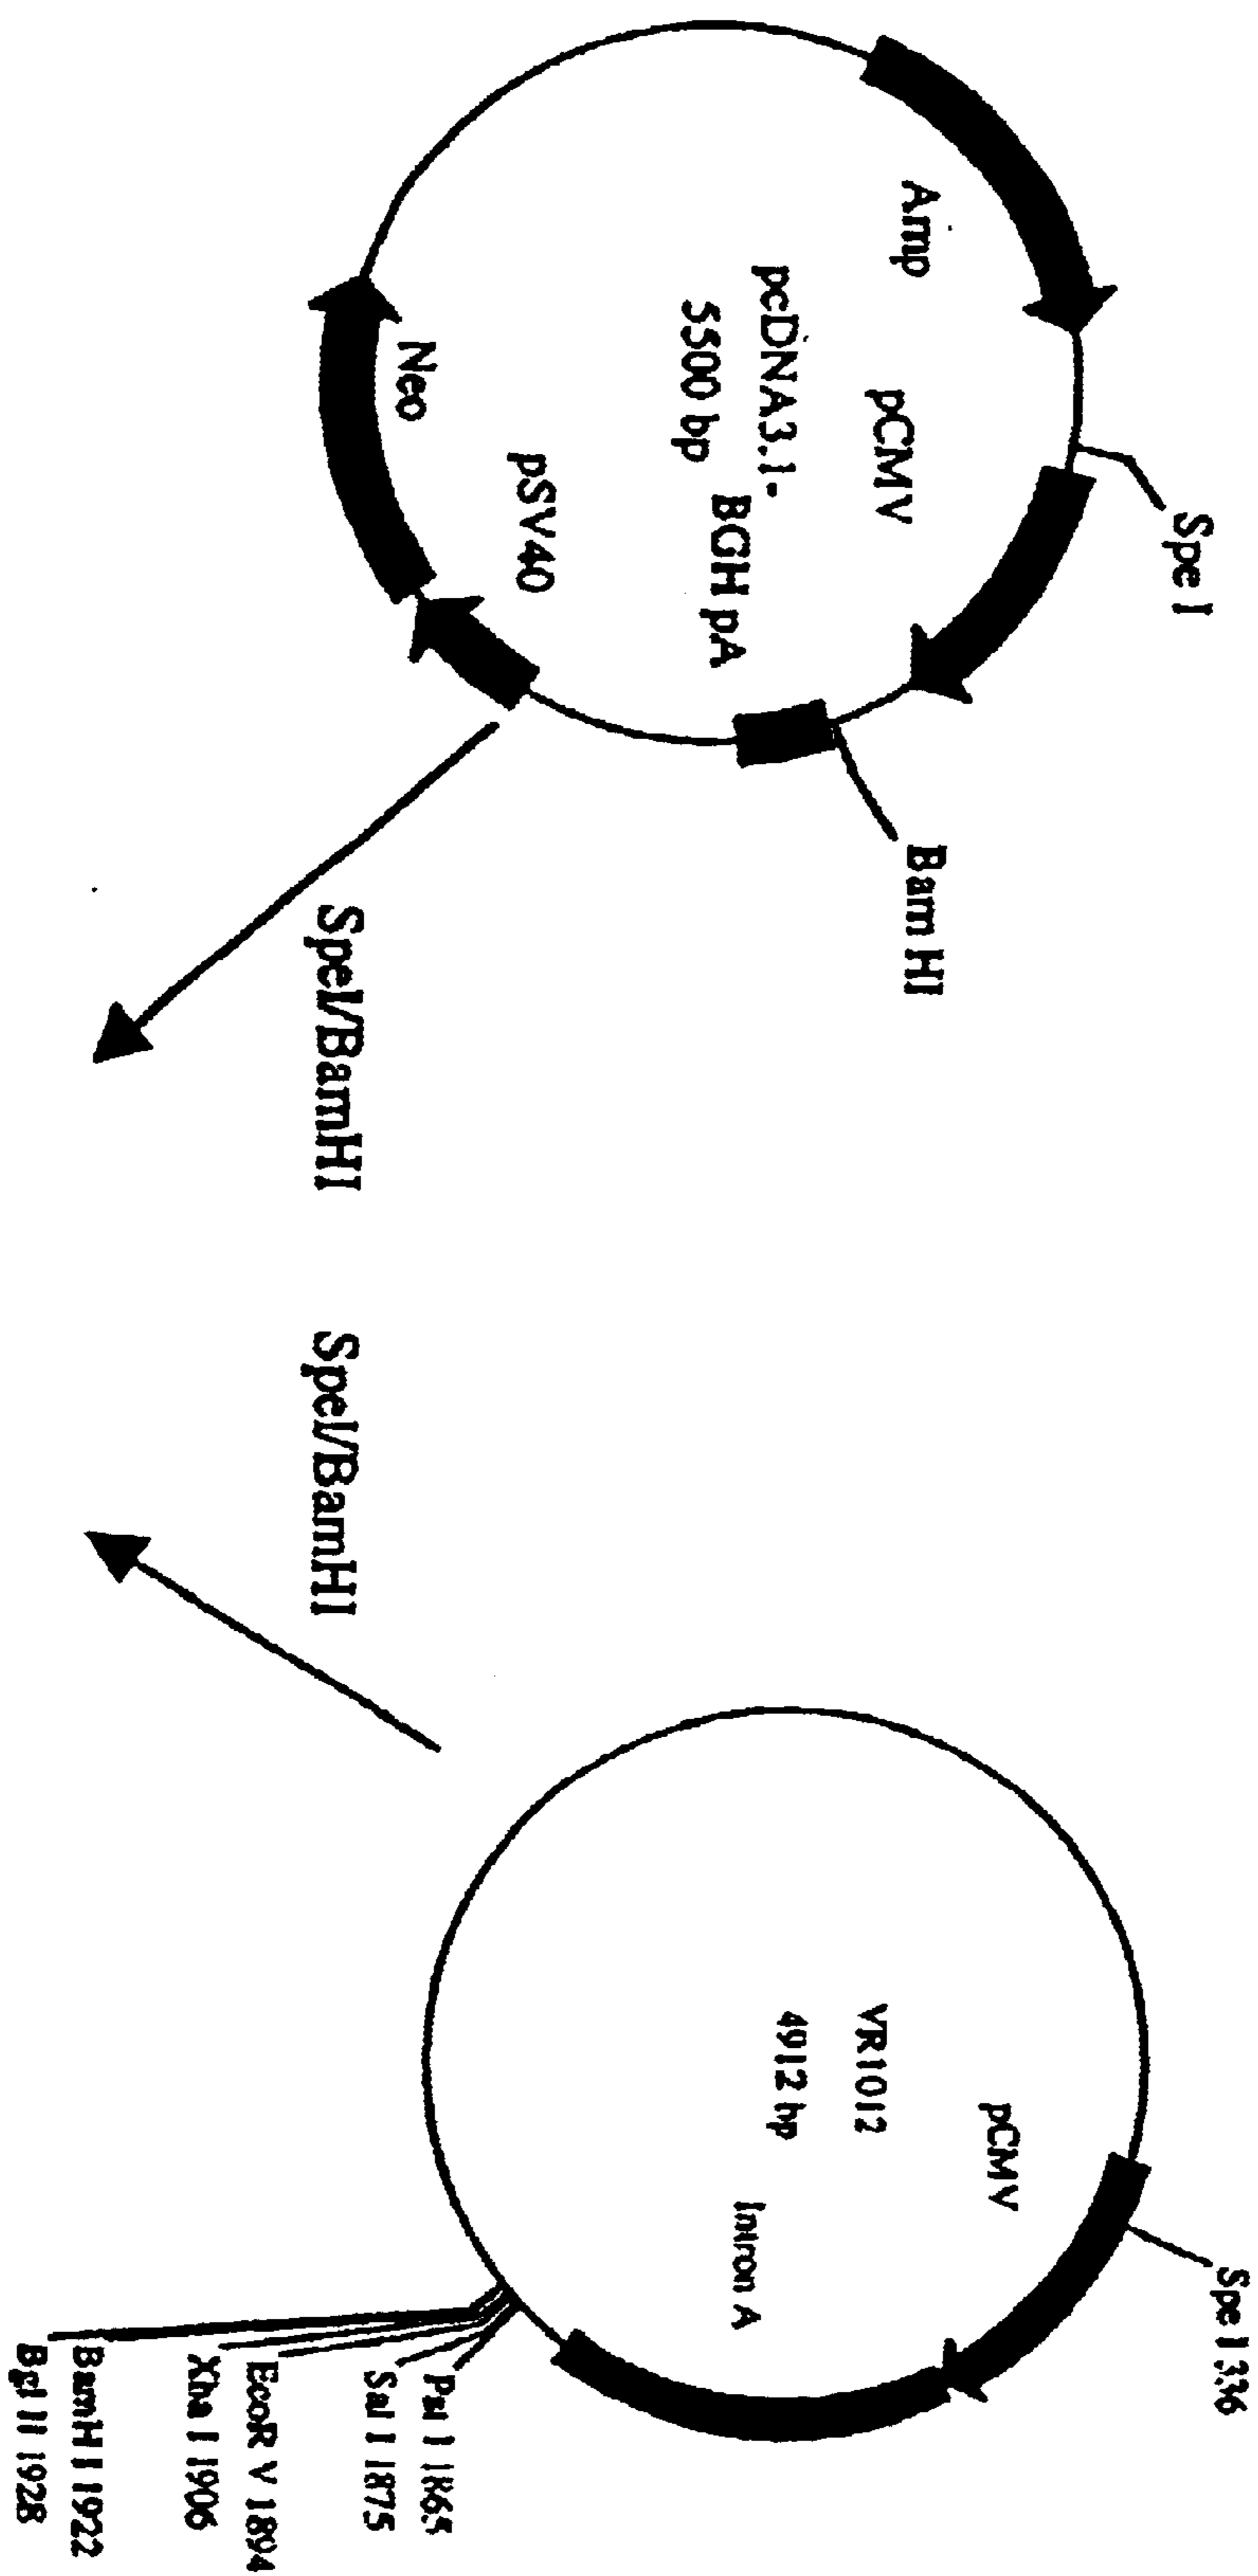 Spe I
Amp
pCMV
pcDNA3.1-
5500 bp
BGH pA
pSV40
Neo
Bam HI
SpeI/BamHI
Spe I 336
pCMV
VR1012
4912 bp
Intron A
Pst I 1865
Sal I 1875
EcoR V 1894
Xba I 1906
BamH I 1922
Bgl II 1928
SpeI/BamHI